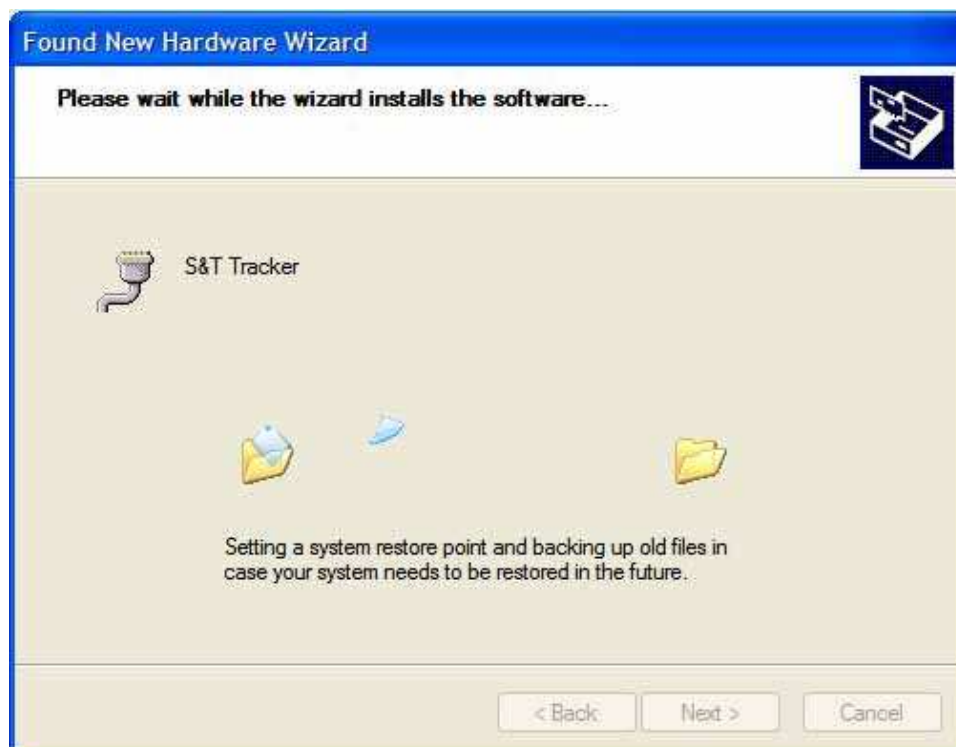 Found New Hardware Wizard
Please wait while the wizard installs the software...
S&T Tracker
Setting a system restore point and backing up old files in
case your system needs to be restored in the future.
< Back Next > Cancel